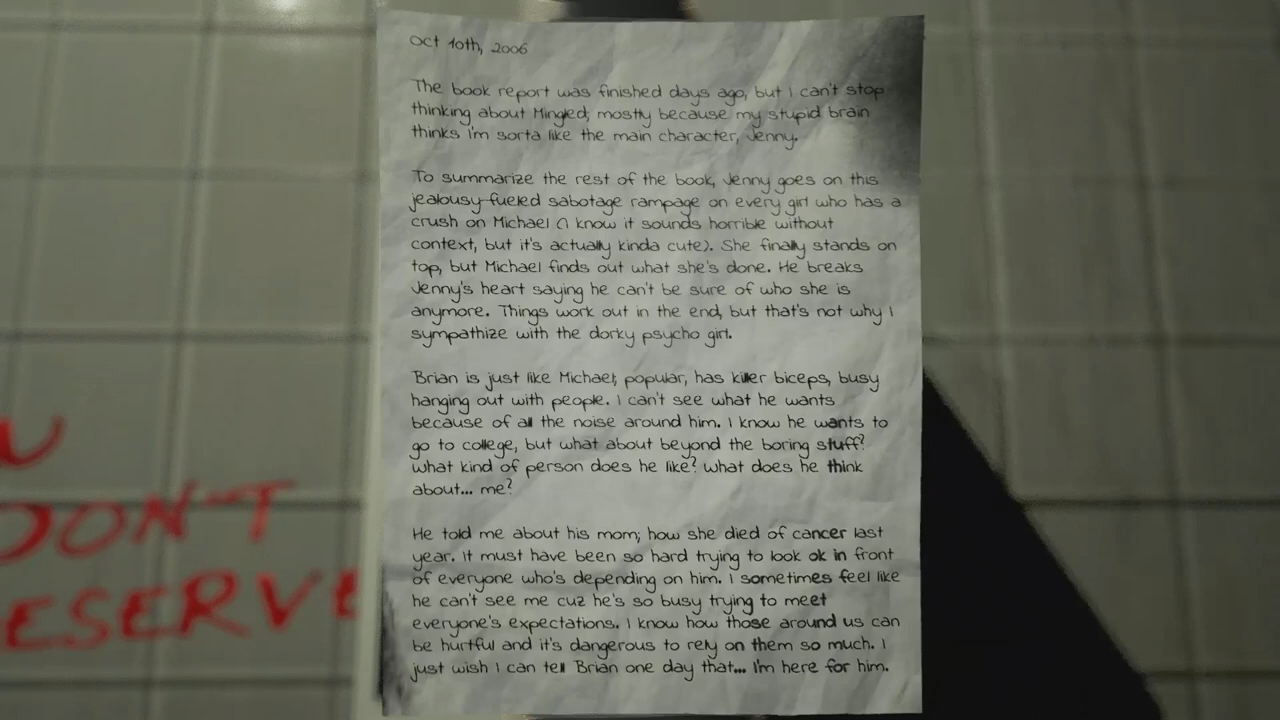 Oct 10th, 2006
The book report was finished days ago, but I can't stop
thinking about Mingled; mostly because my stupid brain
thinks I'm sorta like the main character, Jenny.
To summarize the rest of the book, Jenny goes on this
jealousy-fueled sabotage rampage on every girl who has a
crush on Michael (I know it sounds horrible without
context, but it's actually kinda cute). She finally stands on
top, but Michael finds out what she's done. He breaks
Jenny's heart saying he can't be sure of who she is
anymore. Things work out in the end, but that's not why I
sympathize with the dorky psycho girl.
Brian is just like Michael; popular, has killer biceps, busy
hanging out with people. I can't see what he wants
because of all the noise around him. I know he wants to
go to college, but what about beyond the boring stuff?
What kind of person does he like? What does he think
about... me?
He told me about his mom; how she died of cancer last
year. It must have been so hard trying to look ok in front
of everyone who's depending on him. I sometimes feel like
he can't see me cuz he's so busy trying to meet
everyone's expectations. I know how those around us can
be hurtful and it's dangerous to rely on them so much. I
just wish I can tell Brian one day that... I'm here for him.
DON'T